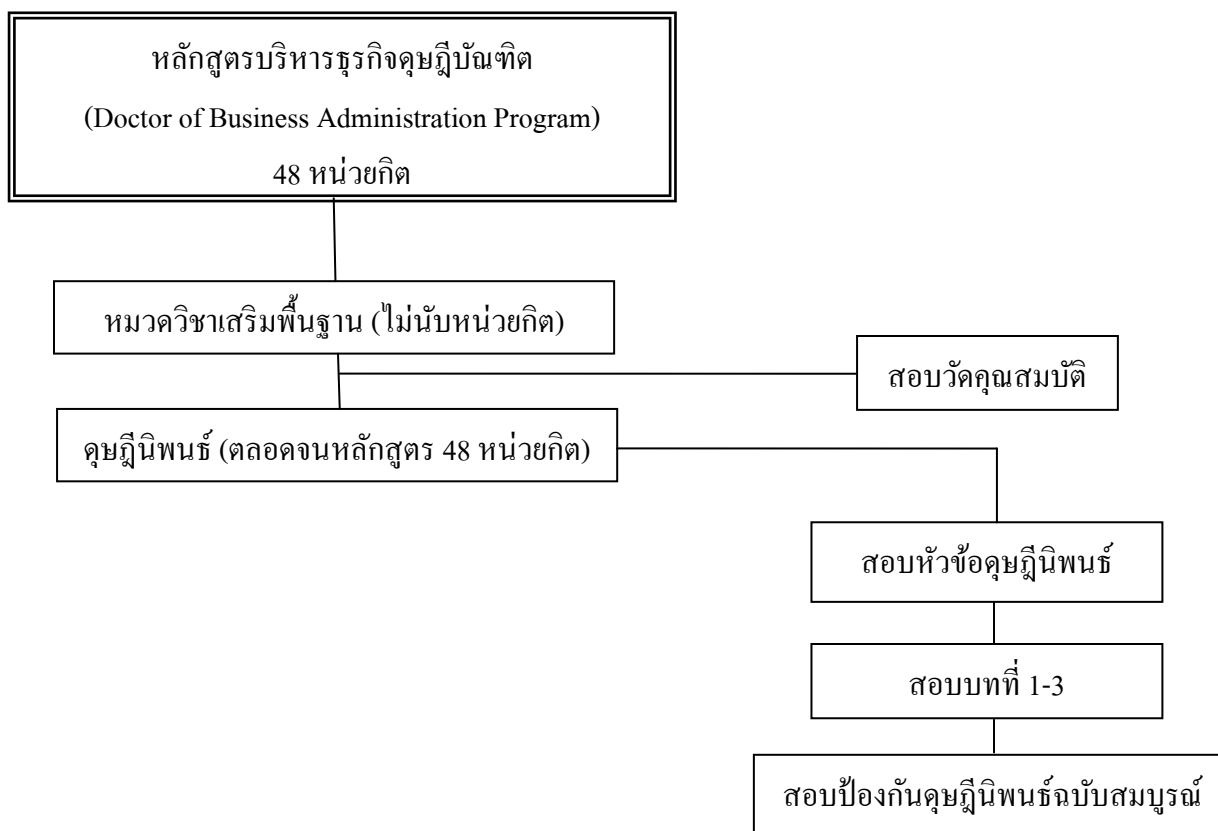 หลักสูตรบริหารธุรกิจดุษฎีบัณฑิต
(Doctor of Business Administration Program)
48 หน่วยกิต
หมวดวิชาเสริมพื้นฐาน (ไม่นับหน่วยกิต)
สอบวัดคุณสมบัติ
ดุษฎีนิพนธ์ (ตลอดจนหลักสูตร 48 หน่วยกิต)
สอบหัวข้อดุษฎีนิพนธ์
สอบบทที่ 1-3
สอบป้องกันดุษฎีนิพนธ์ฉบับสมบูรณ์